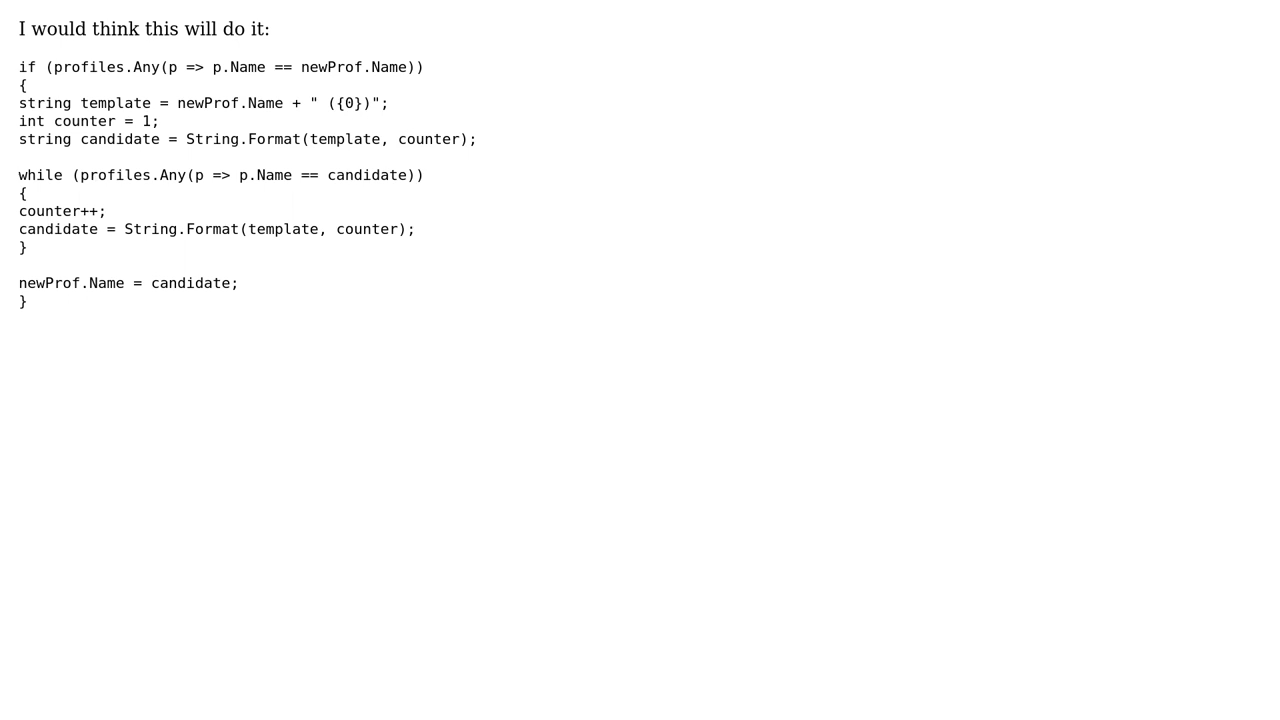 I would think this will do it:
if (profiles.Any(p => p.Name == newProf.Name))
{
string template = newProf.Name + " ({0})";
int counter = 1;
string candidate = String.Format(template, counter);
while (profiles.Any(p => p.Name == candidate))
{
counter++;
candidate = String.Format(template, counter);
}
newProf.Name = candidate;
}